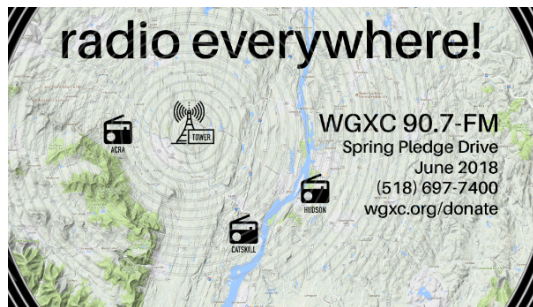 radio everywhere!
TOWER
ACRA
WGXC 90.7-FM
Spring Pledge Drive
June 2018
(518) 697-7400
wgxc.org/donate
HUDSON
CATSKILL